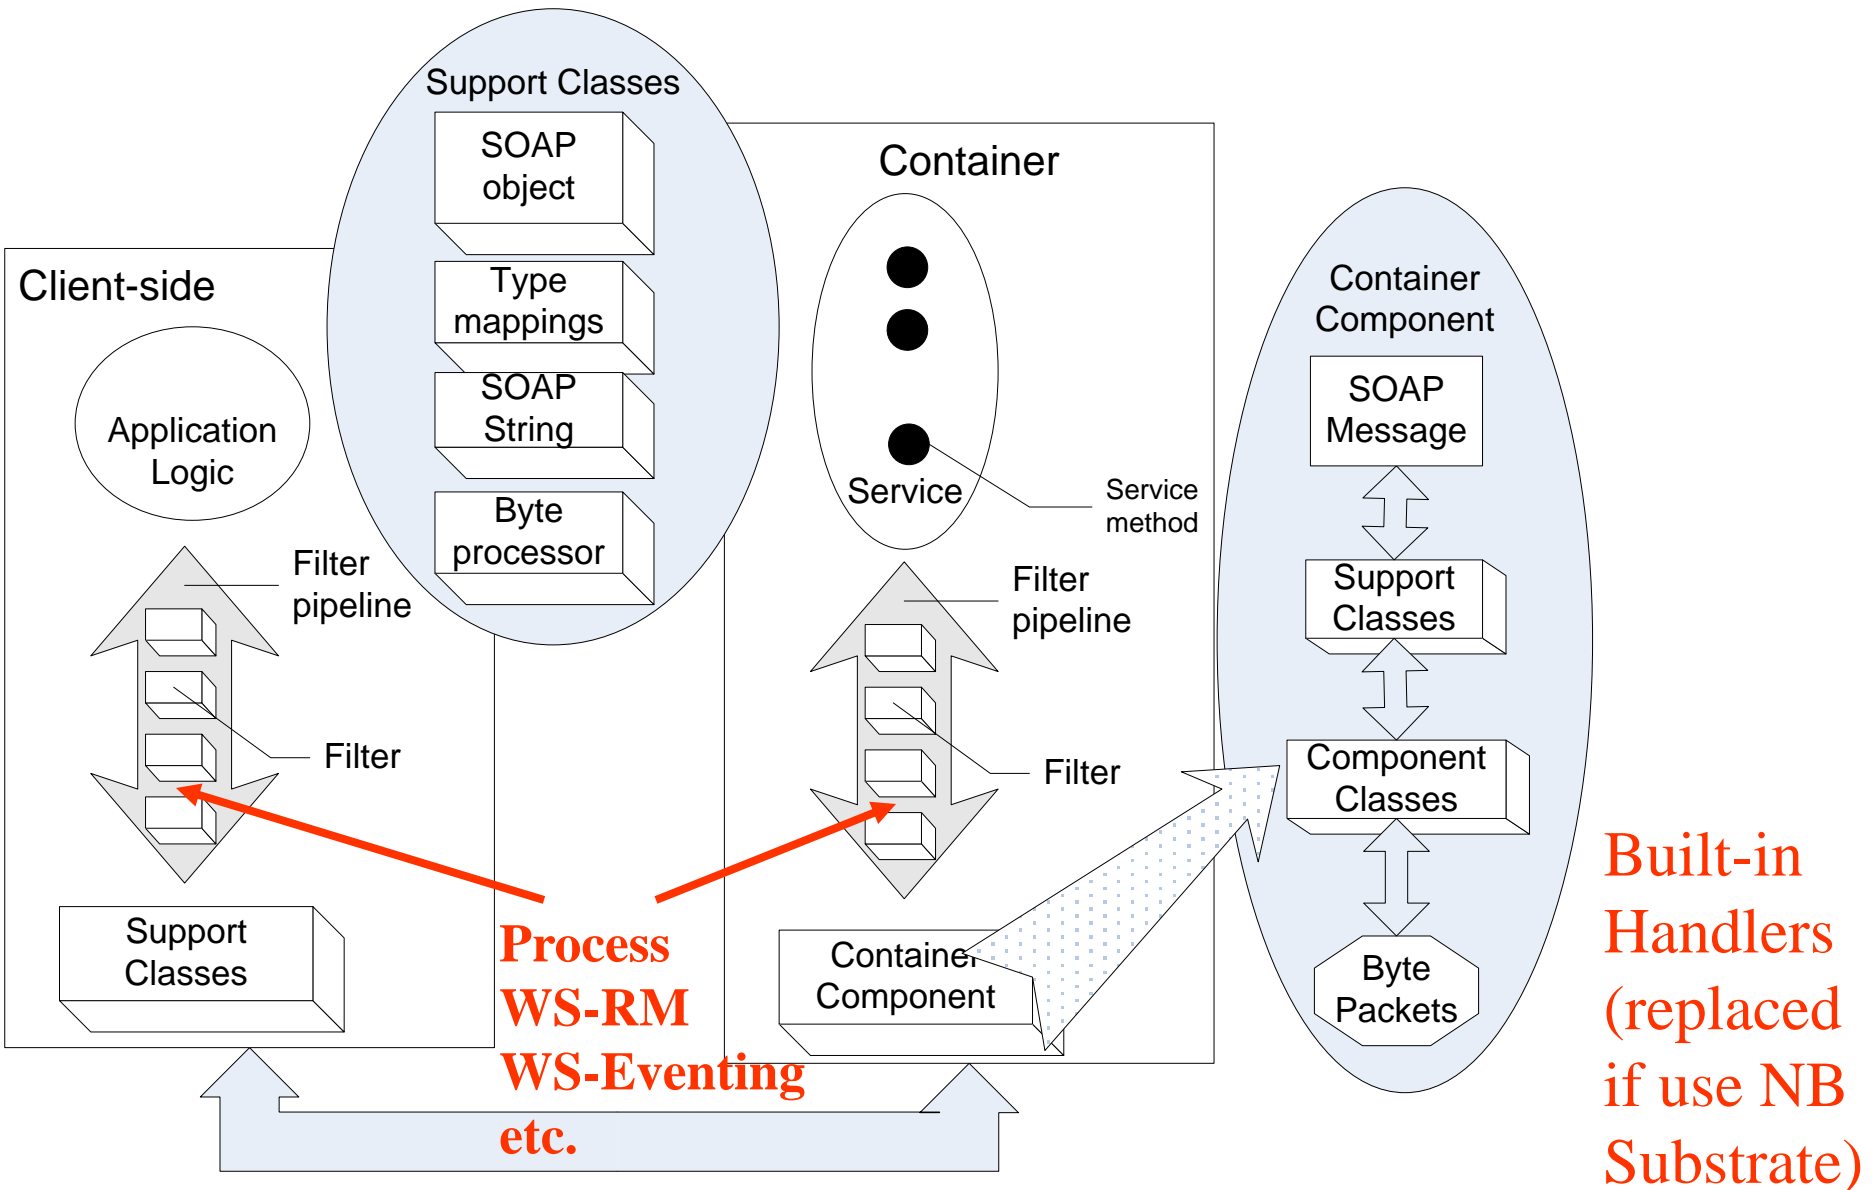 Support Classes
SOAP
object
Type
mappings
SOAP
String
Byte
processor
Client-side
Application
Logic
Filter
pipeline
Filter
Support
Classes
Container
Service
Service
method
Filter
pipeline
Filter
Container
Component
Process
WS-RM
WS-Eventing
etc.
Container
Component
SOAP
Message
Support
Classes
Component
Classes
Byte
Packets
Built-in
Handlers
(replaced
if use NB
Substrate)